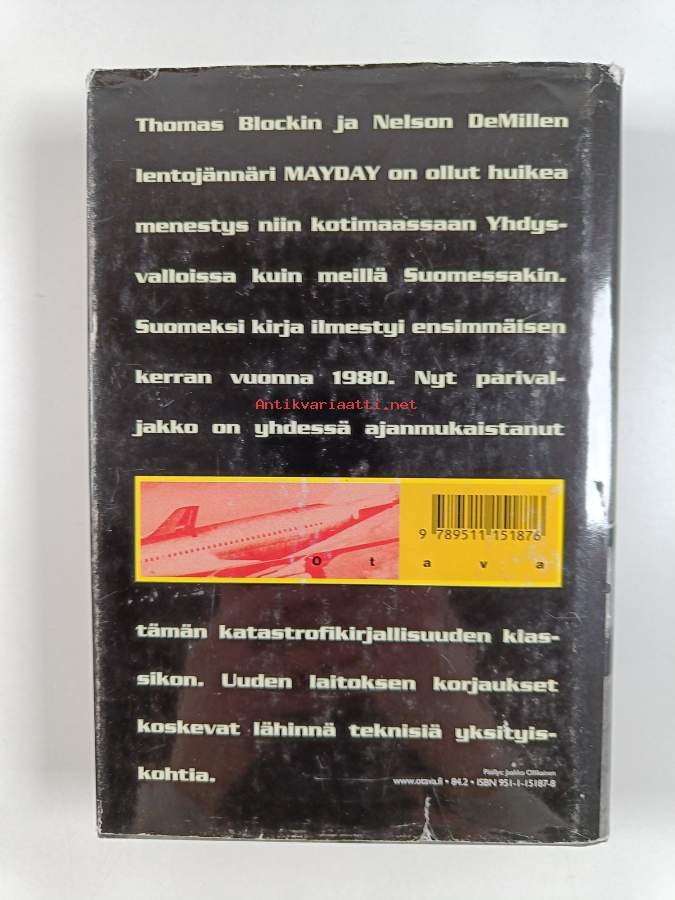 Thomas Blockin ja Nelson DeMillen
lentojännäri MAYDAY on ollut huikea
menestys niin kotimaassaan Yhdys-
valloissa kuin meillä Suomessakin.
Suomeksi kirja ilmestyi ensimmäisen
kerran vuonna 1980. Nyt parival-
Antikvariaatti.net
jakko on yhdessä ajanmukaistanut
9 789511 151876
O t a v a
tämän katastrofikirjallisuuden klas-
sikon. Uuden laitoksen korjaukset
koskevat lähinnä teknisiä yksityis-
kohtia.
Päällys: Jaakko Ollikainen
www.otava.fi • 84.2 • ISBN 951-1-15187-8